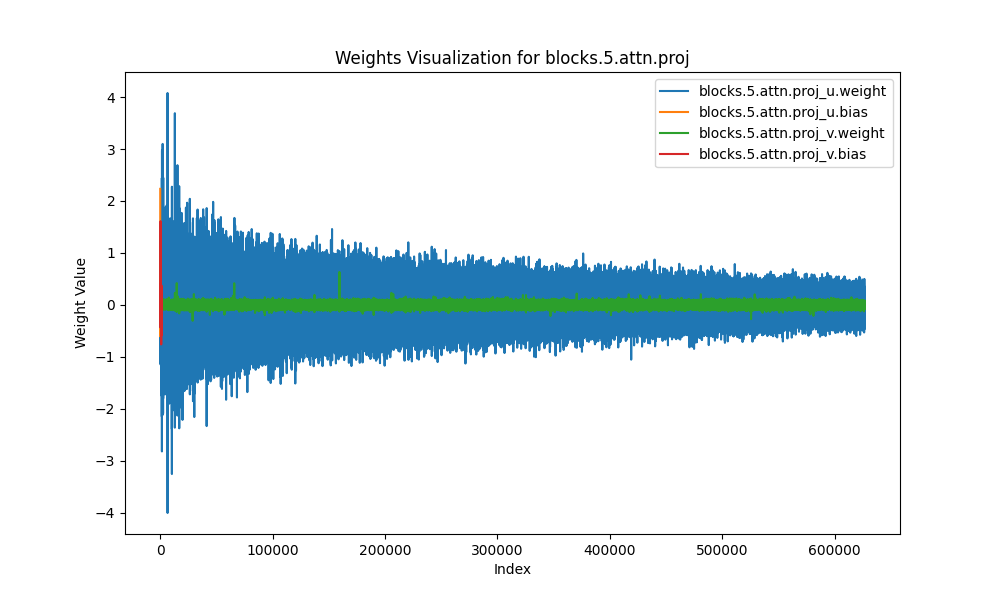 Weights Visualization for blocks.5.attn.proj
blocks.5.attn.proj_u.weight
blocks.5.attn.proj_u.bias
blocks.5.attn.proj_v.weight
blocks.5.attn.proj_v.bias
4
3
2
1
0
−1
−2
−3
−4
Weight Value
0 100000 200000 300000 400000 500000 600000
Index